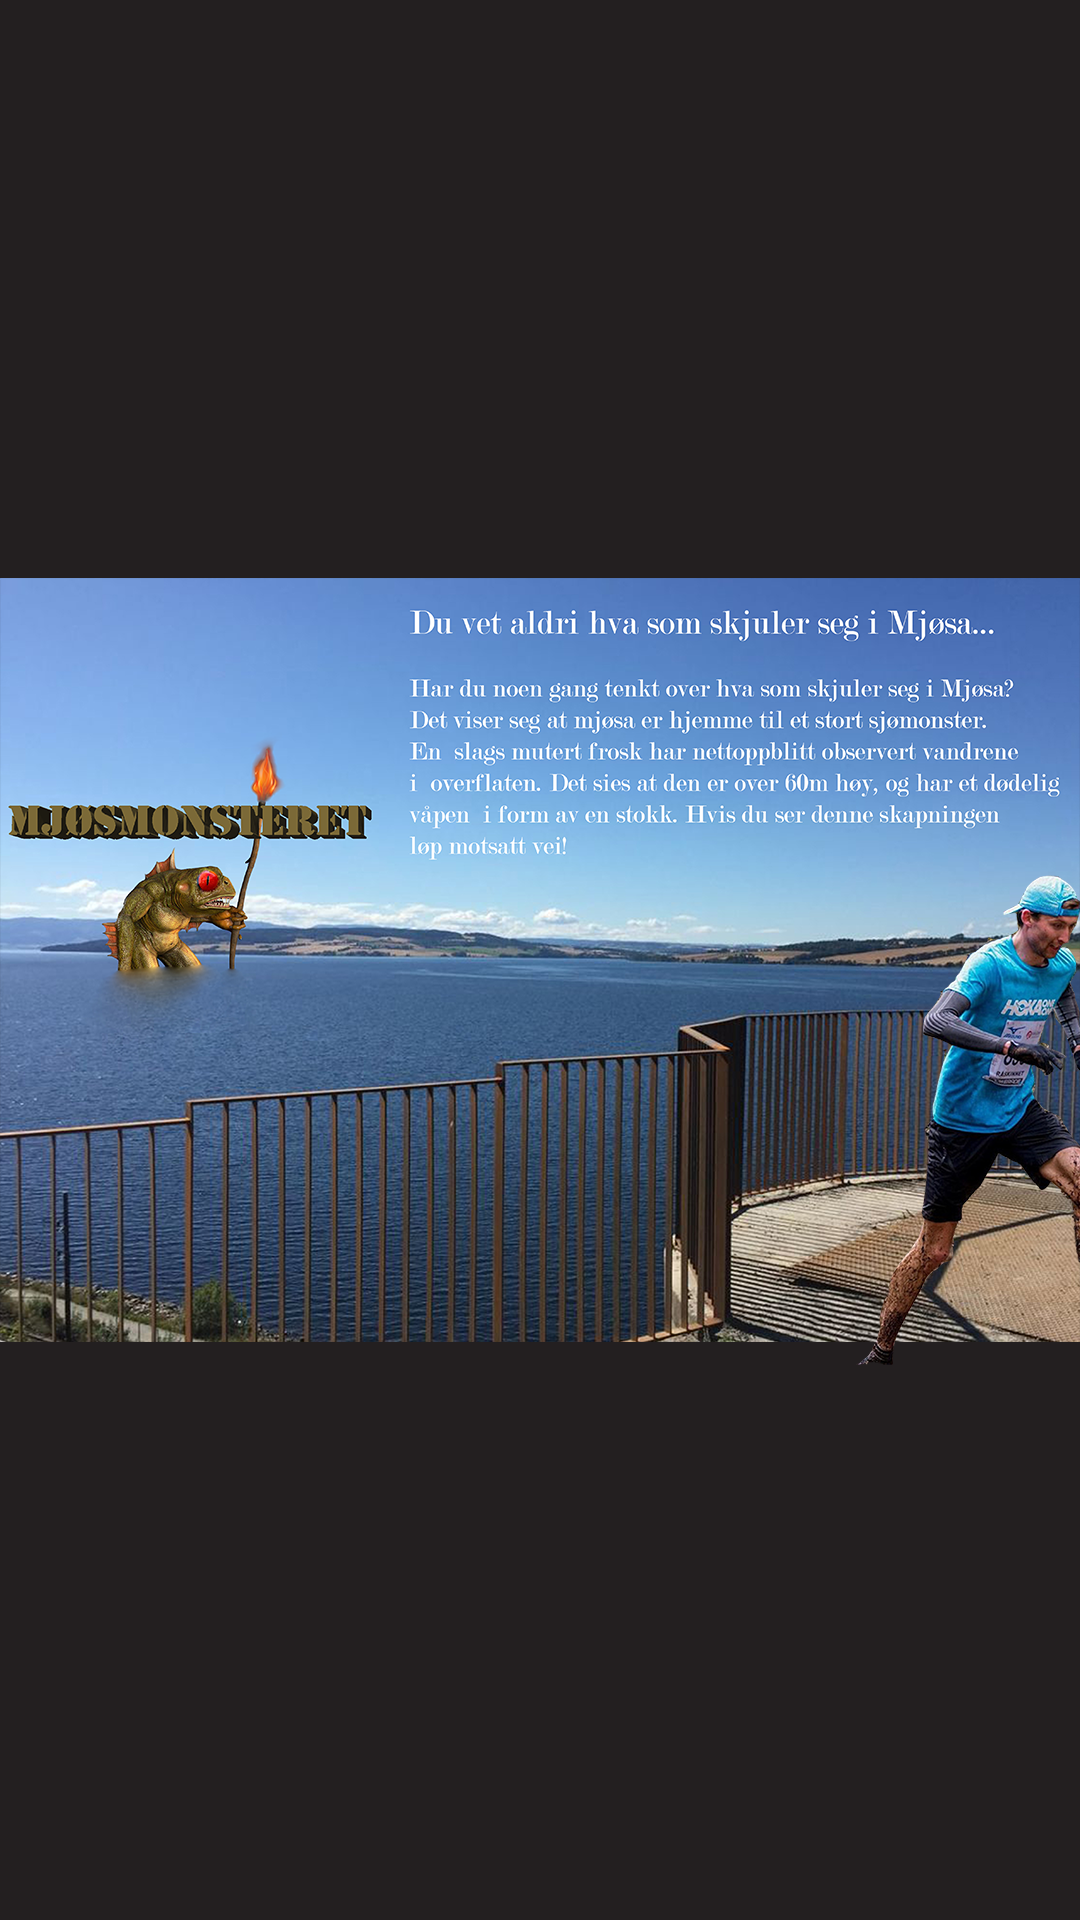 Du vet aldri hva som skjuler seg i Mjøsa...
Har du noen gang tenkt over hva som skjuler seg i Mjøsa?
Det viser seg at mjøsa er hjemme til et stort sjømonster.
En  slags mutert frosk har nettoppblitt observert vandrene
i  overflaten. Det sies at den er over 60m høy, og har et dødelig
våpen  i form av en stokk. Hvis du ser denne skapningen
løp motsatt vei!
MJØSMONSTERET
HOKA